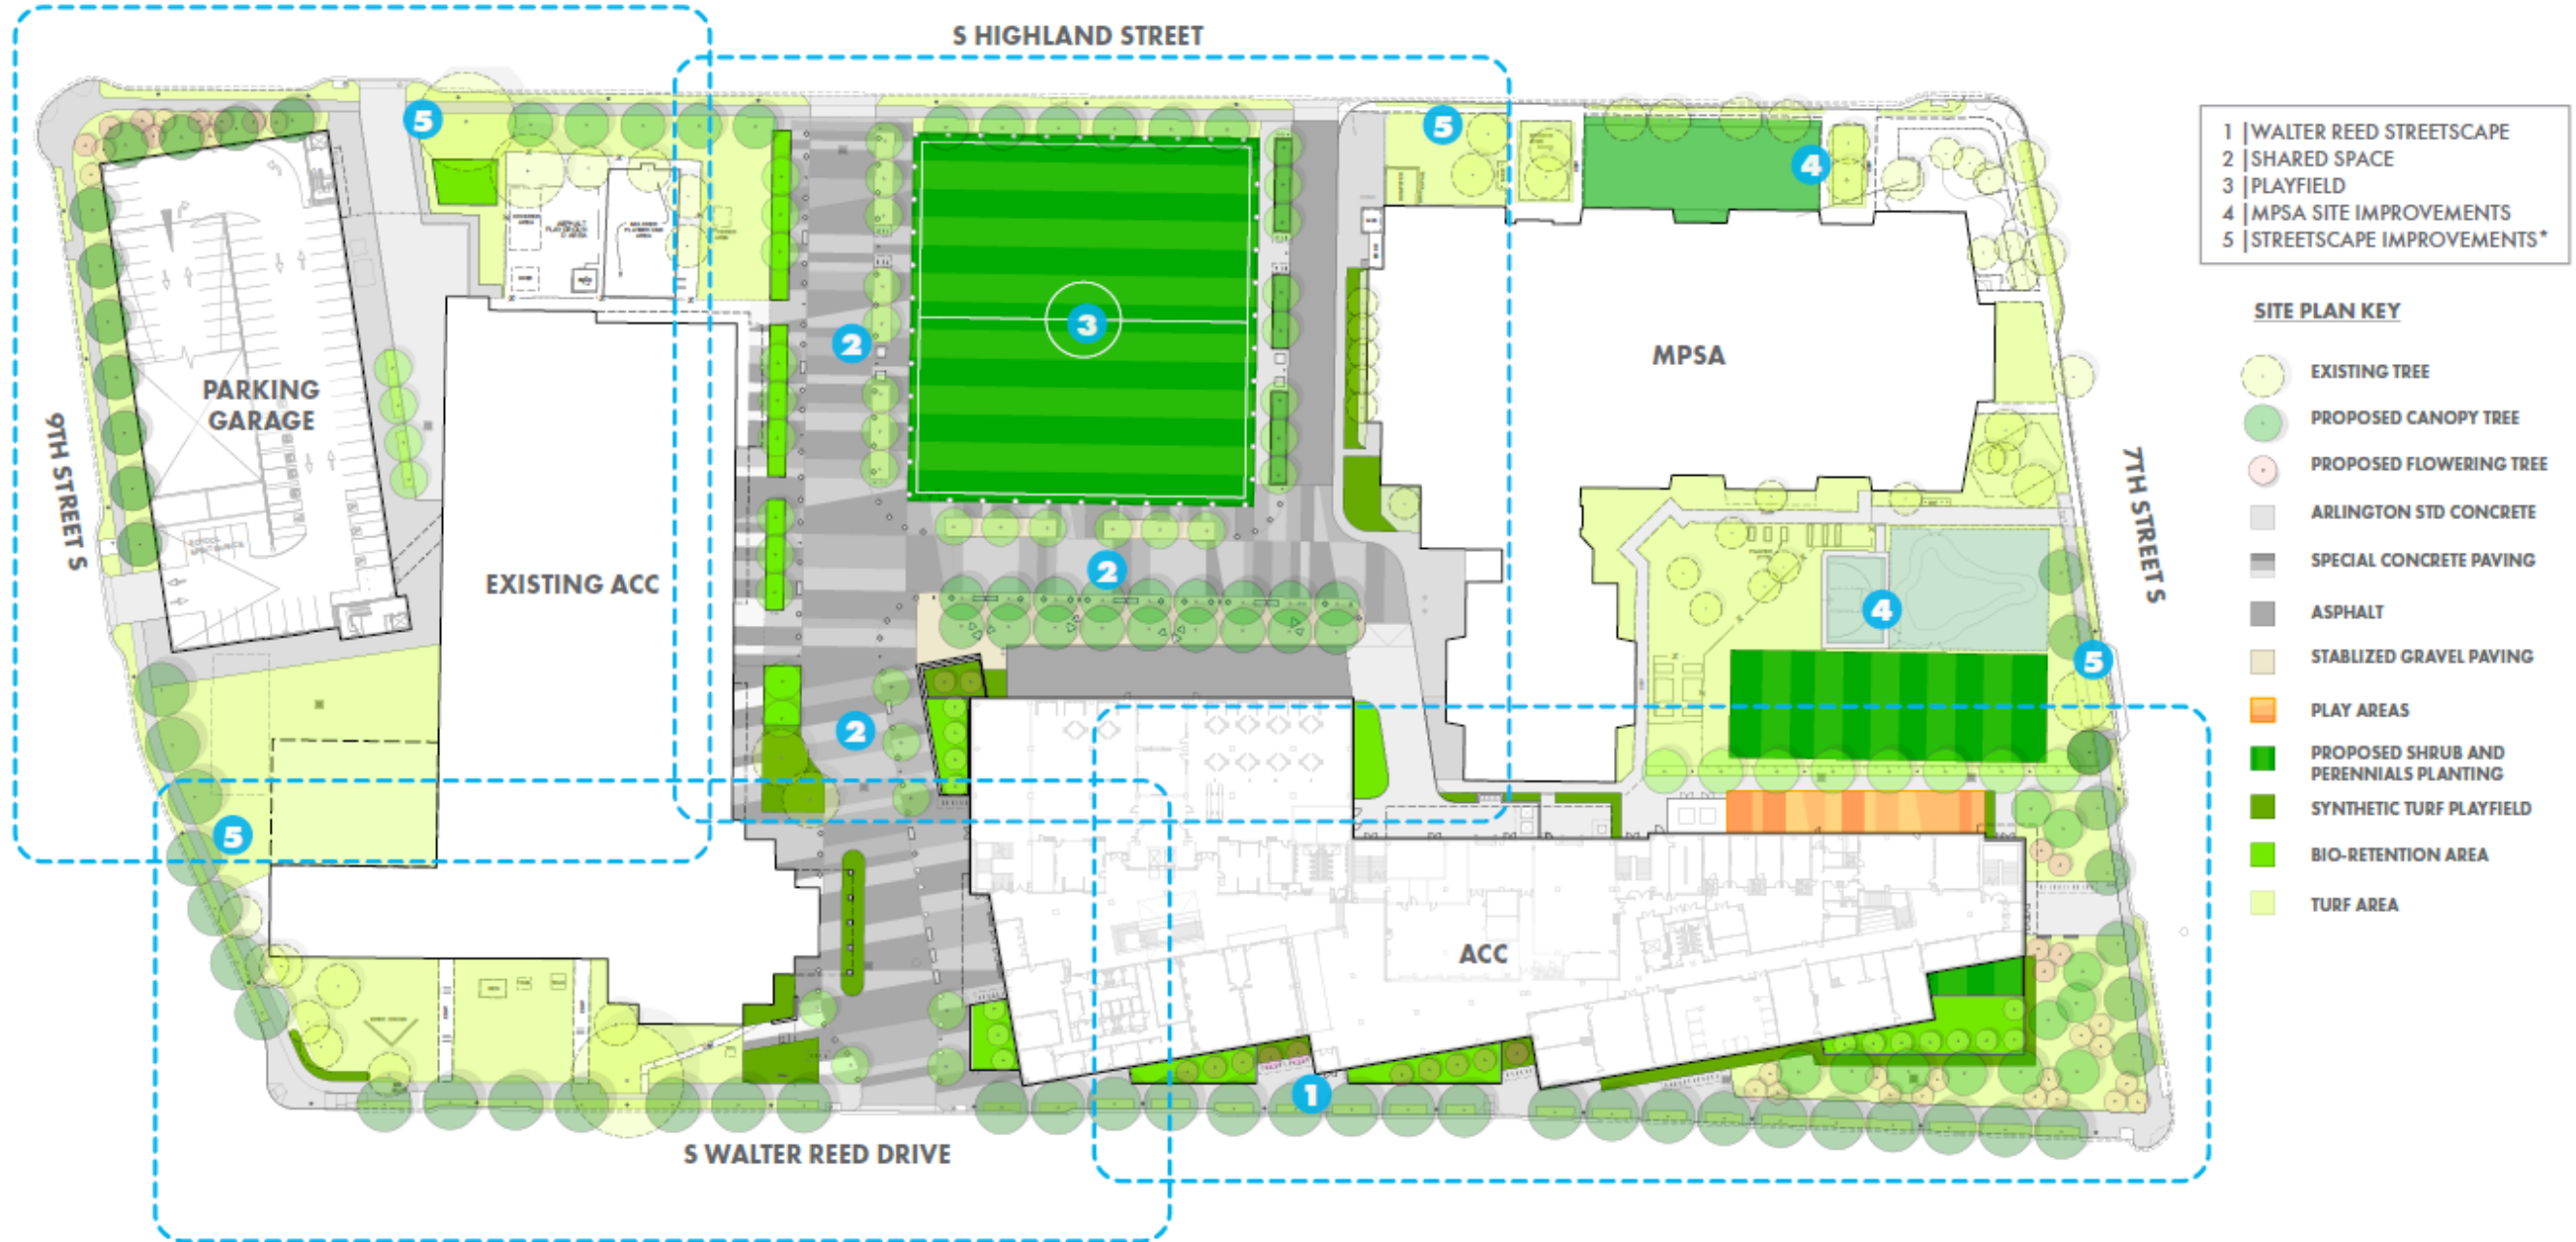 S HIGHLAND STREET
5
5
4
1 | WALTER REED STREETSCAPE
2 | SHARED SPACE
3 | PLAYFIELD
4 | MPSA SITE IMPROVEMENTS
5 | STREETSCAPE IMPROVEMENTS*
SITE PLAN KEY
EXISTING TREE
PROPOSED CANOPY TREE
PROPOSED FLOWERING TREE
ARLINGTON STD CONCRETE
SPECIAL CONCRETE PAVING
ASPHALT
STABLIZED GRAVEL PAVING
PLAY AREAS
PROPOSED SHRUB AND
PERENNIALS PLANTING
SYNTHETIC TURF PLAYFIELD
BIO-RETENTION AREA
TURF AREA
2
3
MPSA
PARKING
GARAGE
9TH STREET S
7TH STREET S
EXISTING ACC
2
4
5
2
5
ACC
1
S WALTER REED DRIVE